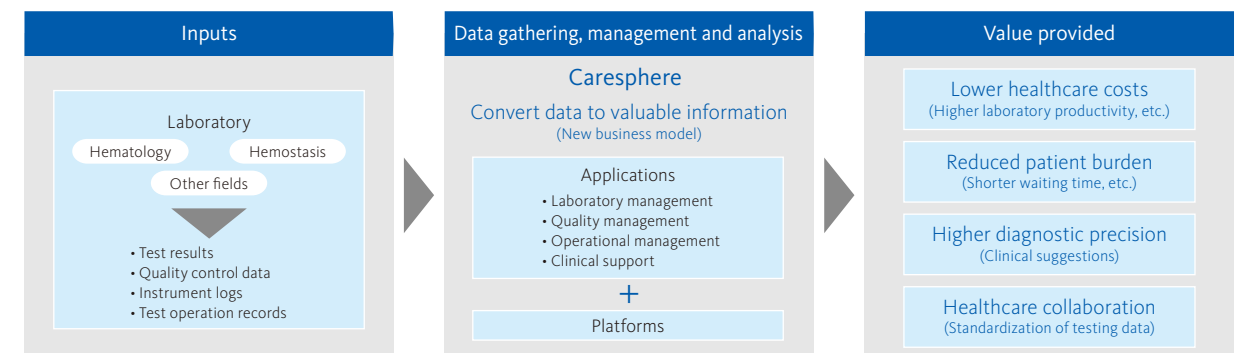 Inputs
Laboratory
Hematology
Hemostasis
Other fields
• Test results
• Quality control data
• Instrument logs
• Test operation records
Data gathering, management and analysis
Caresphere
Convert data to valuable information
(New business model)
Applications
• Laboratory management
• Quality management
• Operational management
• Clinical support
+
Platforms
Value provided
Lower healthcare costs
(Higher laboratory productivity, etc.)
Reduced patient burden
(Shorter waiting time, etc.)
Higher diagnostic precision
(Clinical suggestions)
Healthcare collaboration
(Standardization of testing data)